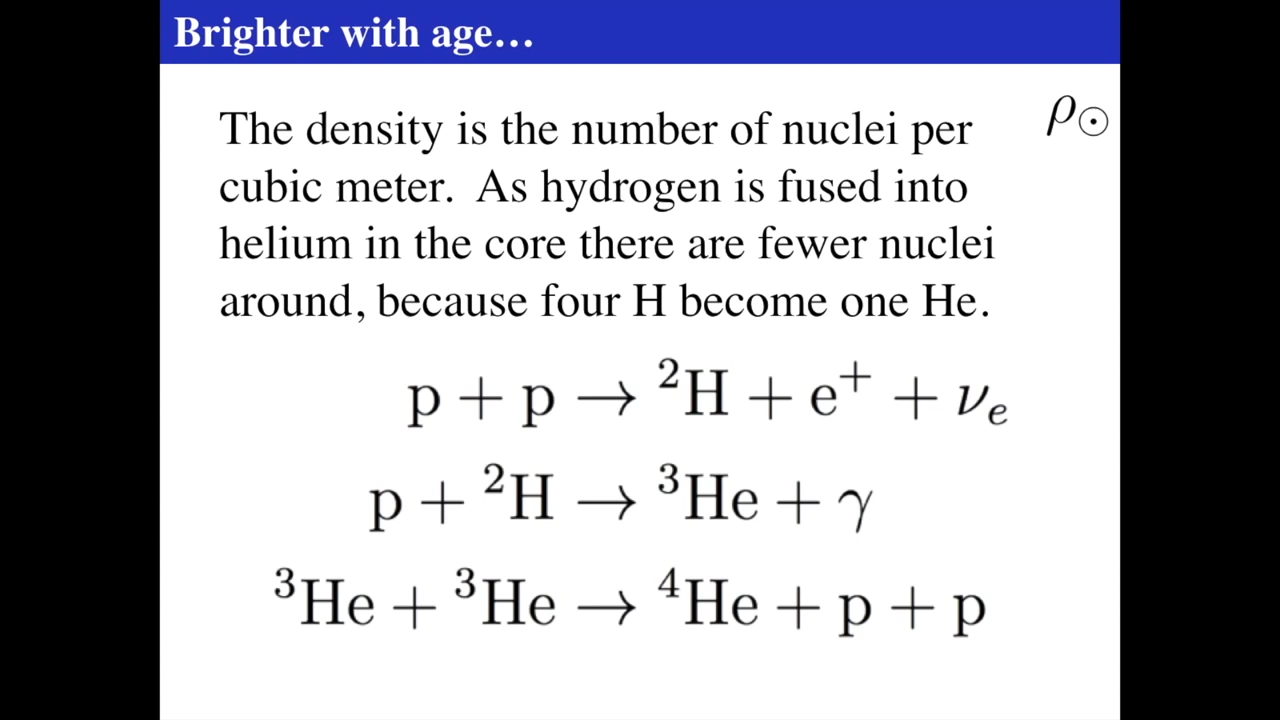 Brighter with age…
ρ☉
The density is the number of nuclei per
cubic meter.  As hydrogen is fused into
helium in the core there are fewer nuclei
around, because four H become one He.
p + p → ²H + e⁺ + νₑ
p + ²H → ³He + γ
³He + ³He → ⁴He + p + p